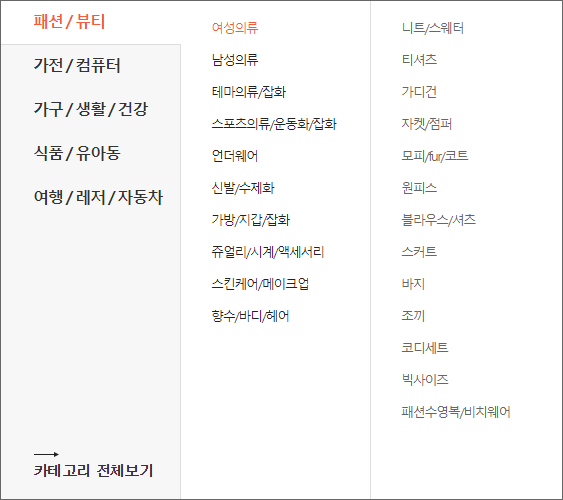 패션/뷰티
가전/컴퓨터
가구/생활/건강
식품/유아동
여행/레저/자동차
카테고리 전체보기
여성의류
남성의류
테마의류/잡화
스포츠의류/운동화/잡화
언더웨어
신발/수제화
가방/지갑/잡화
쥬얼리/시계/액세서리
스킨케어/메이크업
향수/바디/헤어
니트/스웨터
티셔츠
가디건
자켓/점퍼
모피/fur/코트
원피스
블라우스/셔츠
스커트
바지
조끼
코디세트
빅사이즈
패션수영복/비치웨어